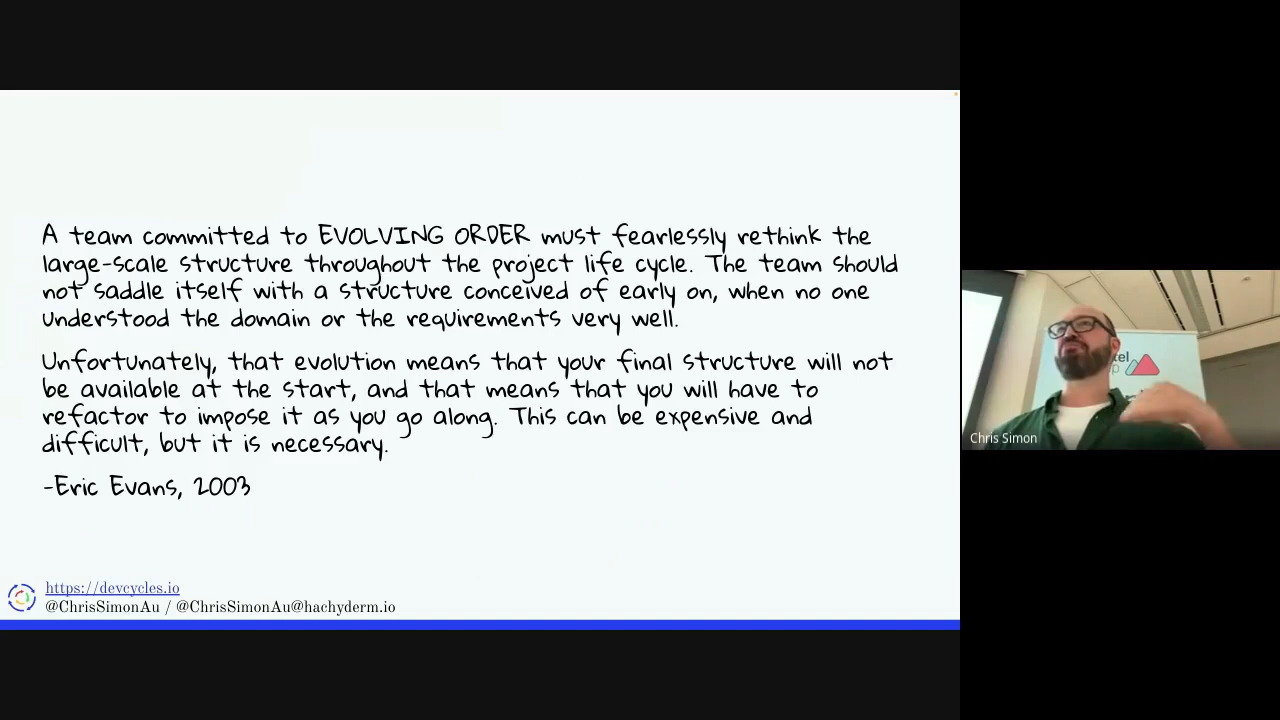 A team committed to EVOLVING ORDER must fearlessly rethink the
large-scale structure throughout the project life cycle. The team should
not saddle itself with a structure conceived of early on, when no one
understood the domain or the requirements very well.
Unfortunately, that evolution means that your final structure will not
be available at the start, and that means that you will have to
refactor to impose it as you go along. This can be expensive and
difficult, but it is necessary.
-Eric Evans, 2003
https://devcycles.io
@ChrisSimonAu / @ChrisSimonAu@hachyderm.io
Chris Simon